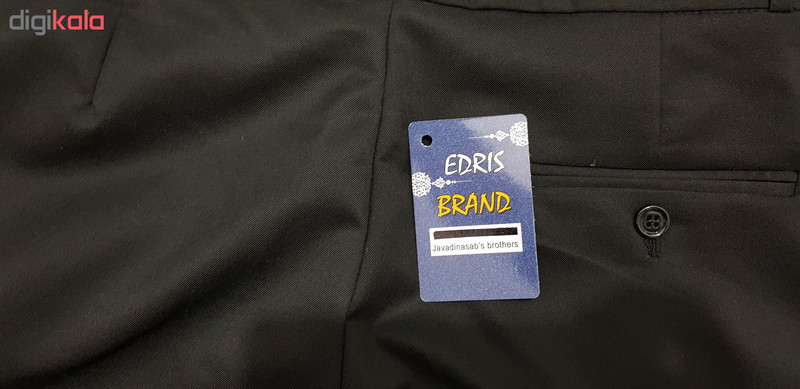 digikala
EDRIS
BRAND
Javadinasab's brothers